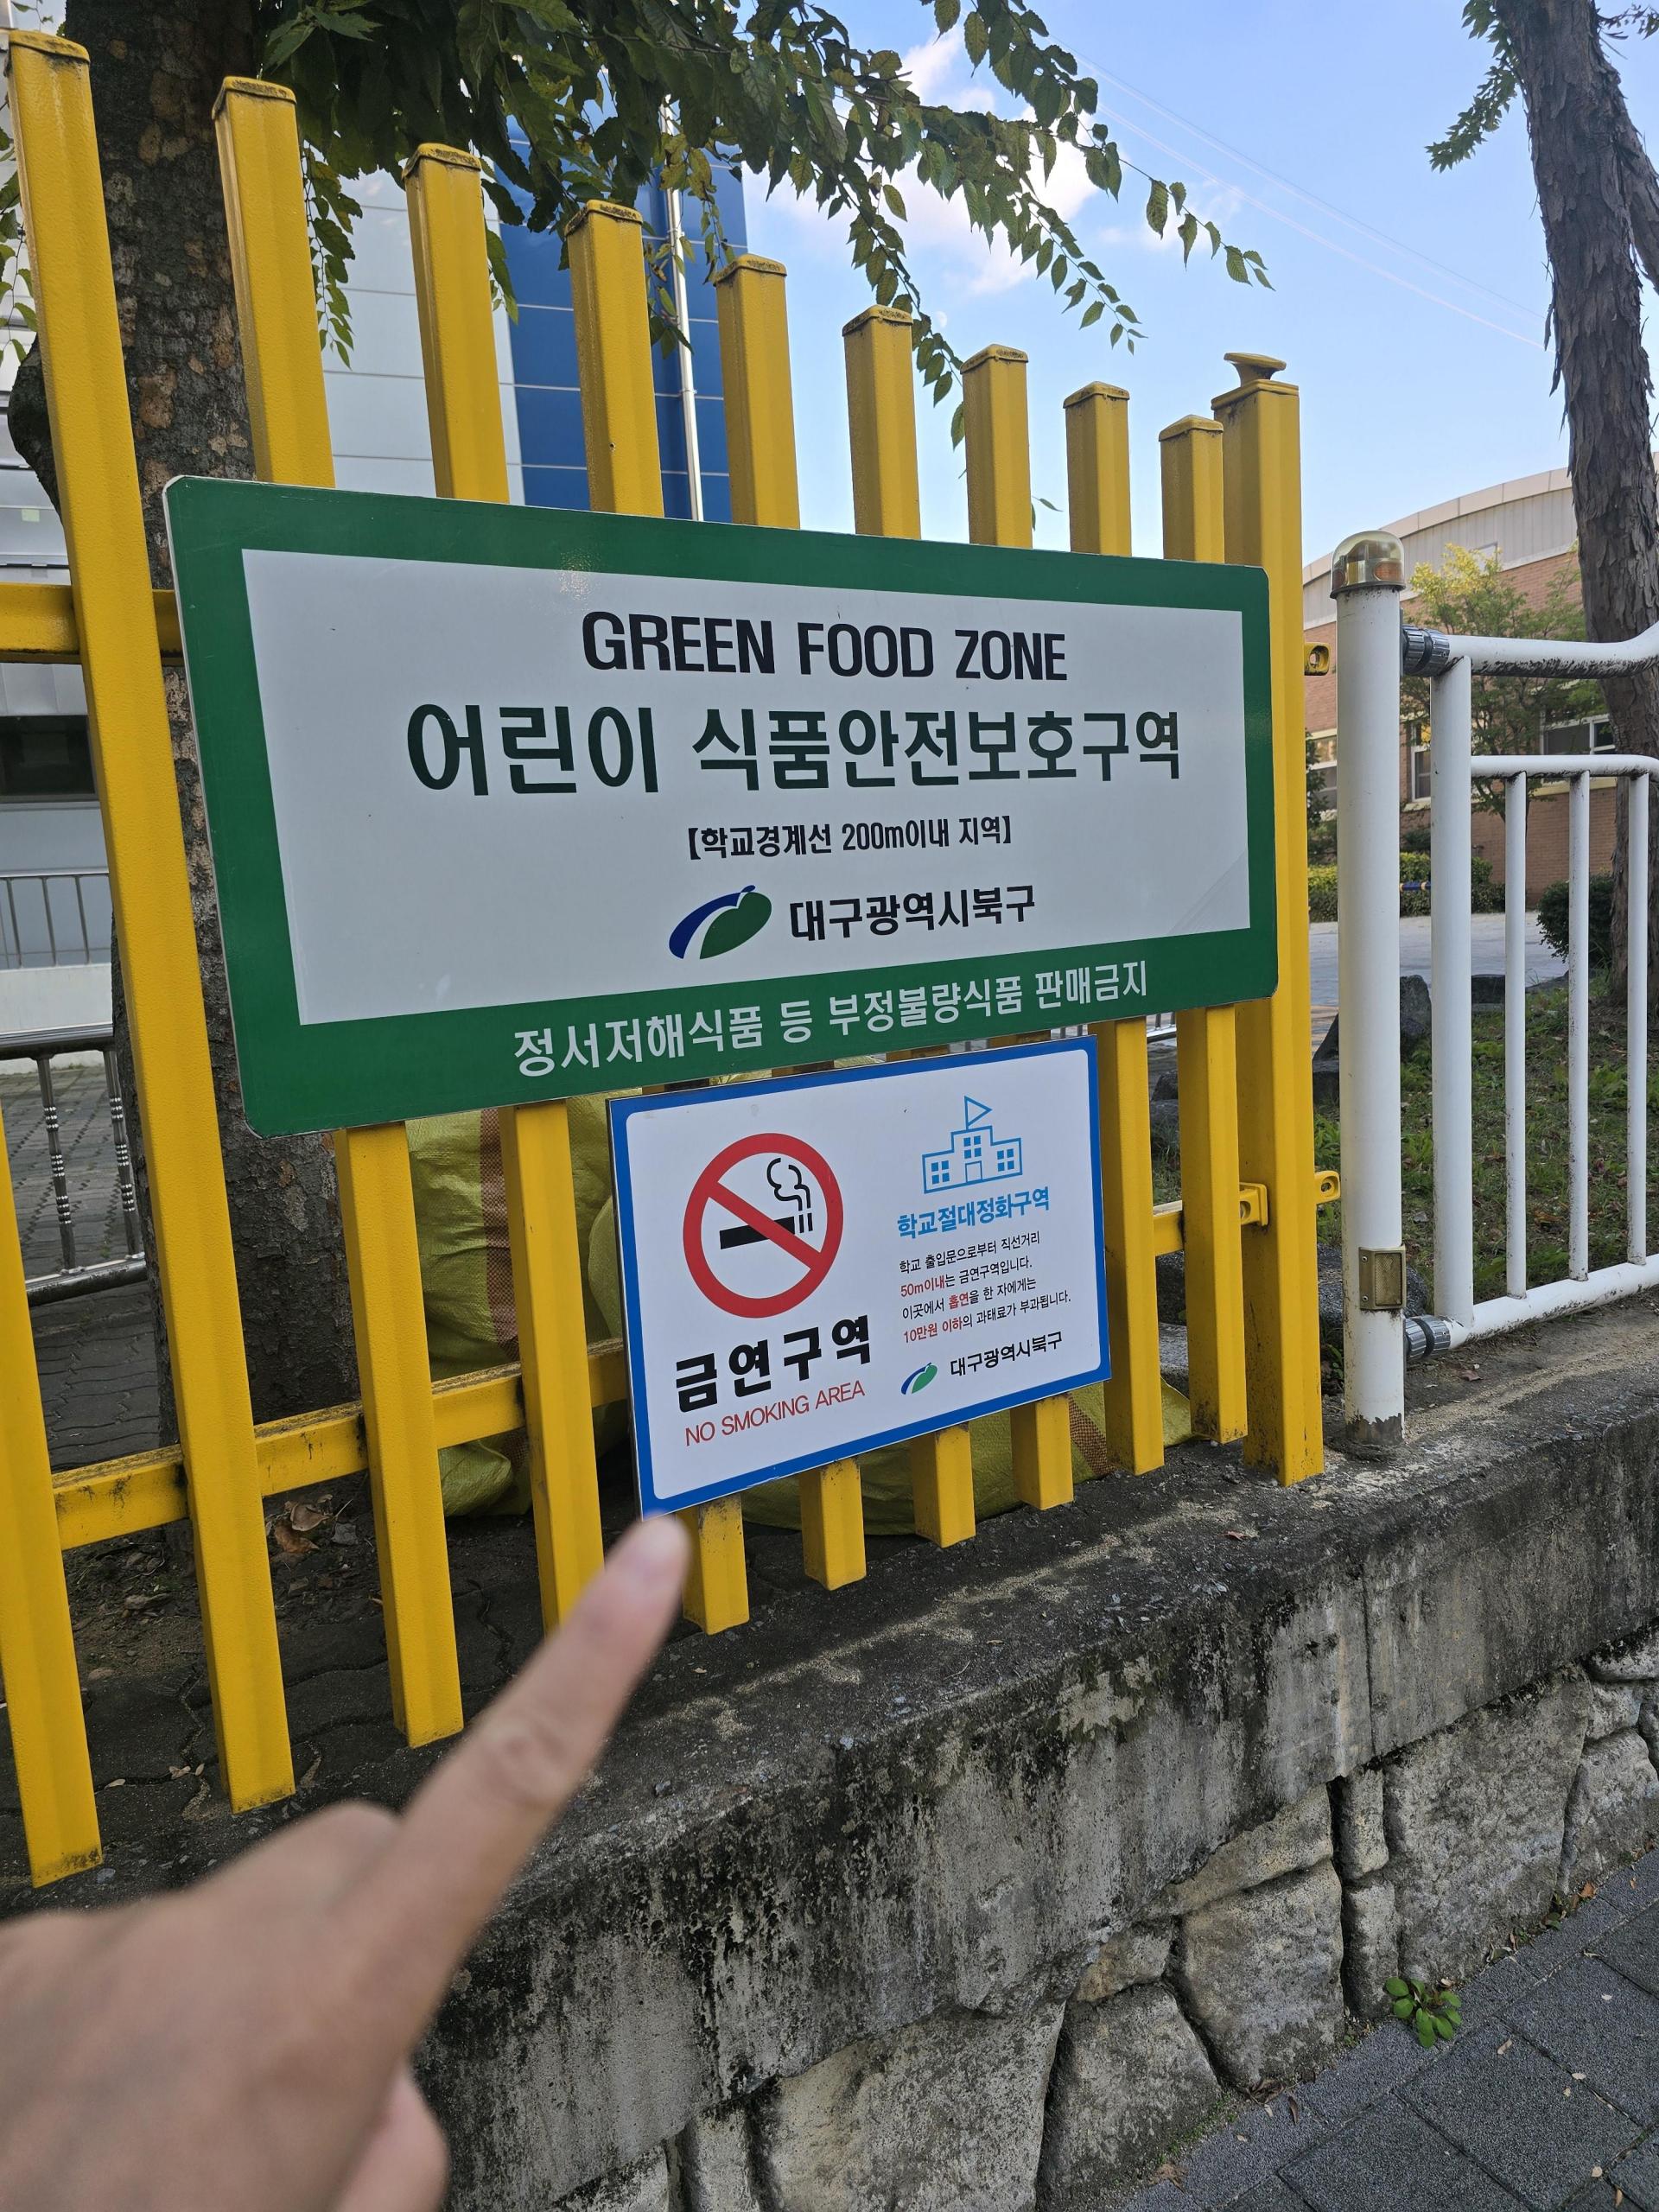 GREEN FOOD ZONE
어린이 식품안전보호구역
【학교경계선 200m이내 지역】
대구광역시북구
정서저해식품 등 부정불량식품 판매금지
금연구역
NO SMOKING AREA
학교절대정화구역
학교 출입문으로부터 직선거리
50m이내는 금연구역입니다.
이곳에서 흡연을 한 자에게는
10만원 이하의 과태료가 부과됩니다.
대구광역시북구